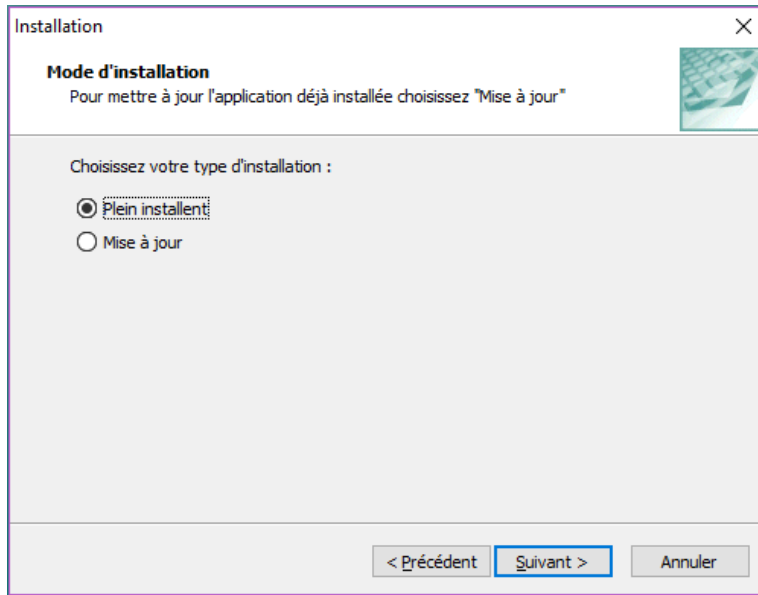 Installation
Mode d'installation
Pour mettre à jour l'application déjà installée choisissez "Mise à jour"
Choisissez votre type d'installation :
Plein installent
Mise à jour
< Précédent Suivant > Annuler